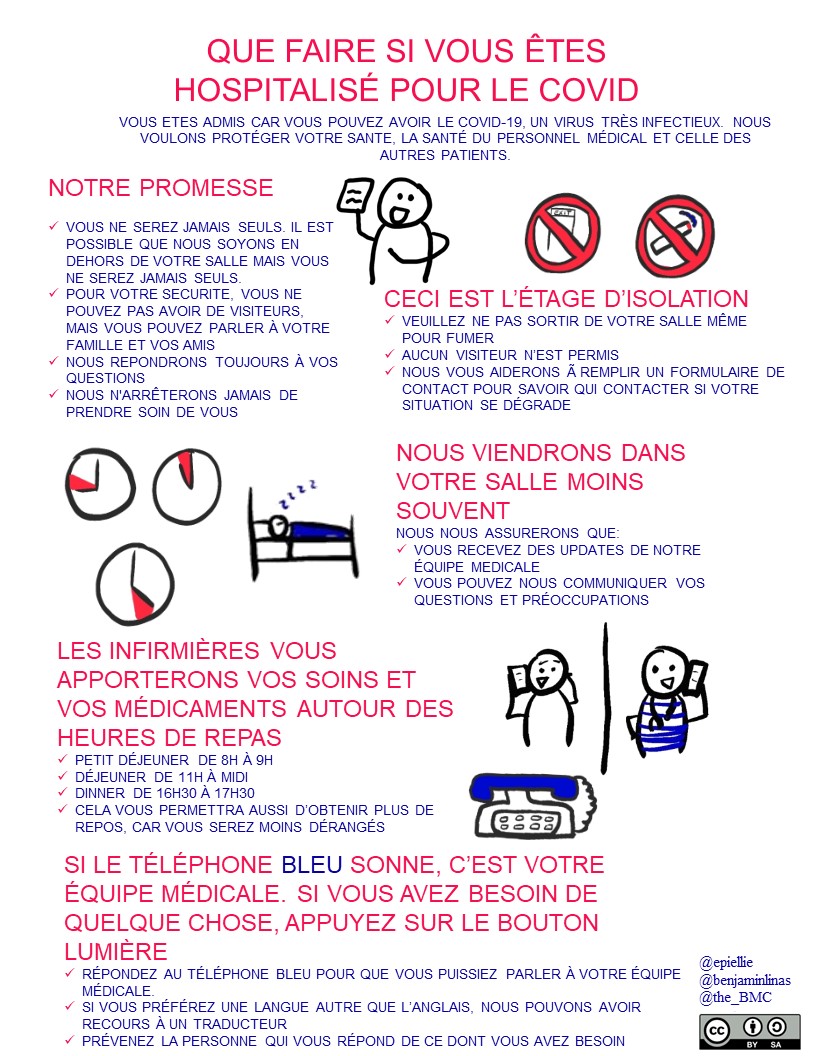 QUE FAIRE SI VOUS ÊTES
HOSPITALISÉ POUR LE COVID
VOUS ETES ADMIS CAR VOUS POUVEZ AVOIR LE COVID-19, UN VIRUS TRÈS INFECTIEUX. NOUS
VOULONS PROTÉGER VOTRE SANTE, LA SANTÉ DU PERSONNEL MÉDICAL ET CELLE DES
AUTRES PATIENTS.
NOTRE PROMESSE
✓ VOUS NE SEREZ JAMAIS SEULS. IL EST
POSSIBLE QUE NOUS SOYONS EN
DEHORS DE VOTRE SALLE MAIS VOUS
NE SEREZ JAMAIS SEULS.
✓ POUR VOTRE SECURITE, VOUS NE
POUVEZ PAS AVOIR DE VISITEURS,
MAIS VOUS POUVEZ PARLER À VOTRE
FAMILLE ET VOS AMIS
✓ NOUS REPONDRONS TOUJOURS À VOS
QUESTIONS
✓ NOUS N'ARRÊTERONS JAMAIS DE
PRENDRE SOIN DE VOUS
EXIT
CECI EST L’ÉTAGE D’ISOLATION
✓ VEUILLEZ NE PAS SORTIR DE VOTRE SALLE MÊME
POUR FUMER
✓ AUCUN VISITEUR N’EST PERMIS
✓ NOUS VOUS AIDERONS Ã REMPLIR UN FORMULAIRE DE
CONTACT POUR SAVOIR QUI CONTACTER SI VOTRE
SITUATION SE DÉGRADE
zzzz
NOUS VIENDRONS DANS
VOTRE SALLE MOINS
SOUVENT
NOUS NOUS ASSURERONS QUE:
✓ VOUS RECEVEZ DES UPDATES DE NOTRE
ÉQUIPE MEDICALE
✓ VOUS POUVEZ NOUS COMMUNIQUER VOS
QUESTIONS ET PRÉOCCUPATIONS
LES INFIRMIÈRES VOUS
APPORTERONS VOS SOINS ET
VOS MÉDICAMENTS AUTOUR DES
HEURES DE REPAS
✓ PETIT DÉJEUNER DE 8H À 9H
✓ DÉJEUNER DE 11H À MIDI
✓ DINNER DE 16H30 À 17H30
✓ CELA VOUS PERMETTRA AUSSI D’OBTENIR PLUS DE
REPOS, CAR VOUS SEREZ MOINS DÉRANGÉS
SI LE TÉLÉPHONE BLEU SONNE, C’EST VOTRE
ÉQUIPE MÉDICALE. SI VOUS AVEZ BESOIN DE
QUELQUE CHOSE, APPUYEZ SUR LE BOUTON
LUMIÈRE
✓ RÉPONDEZ AU TÉLÉPHONE BLEU POUR QUE VOUS PUISSIEZ PARLER À VOTRE ÉQUIPE
MÉDICALE.
✓ SI VOUS PRÉFÉREZ UNE LANGUE AUTRE QUE L’ANGLAIS, NOUS POUVONS AVOIR
RECOURS À UN TRADUCTEUR
✓ PRÉVENEZ LA PERSONNE QUI VOUS RÉPOND DE CE DONT VOUS AVEZ BESOIN
@epiellie
@benjaminlinas
@the_BMC
cc
BY SA